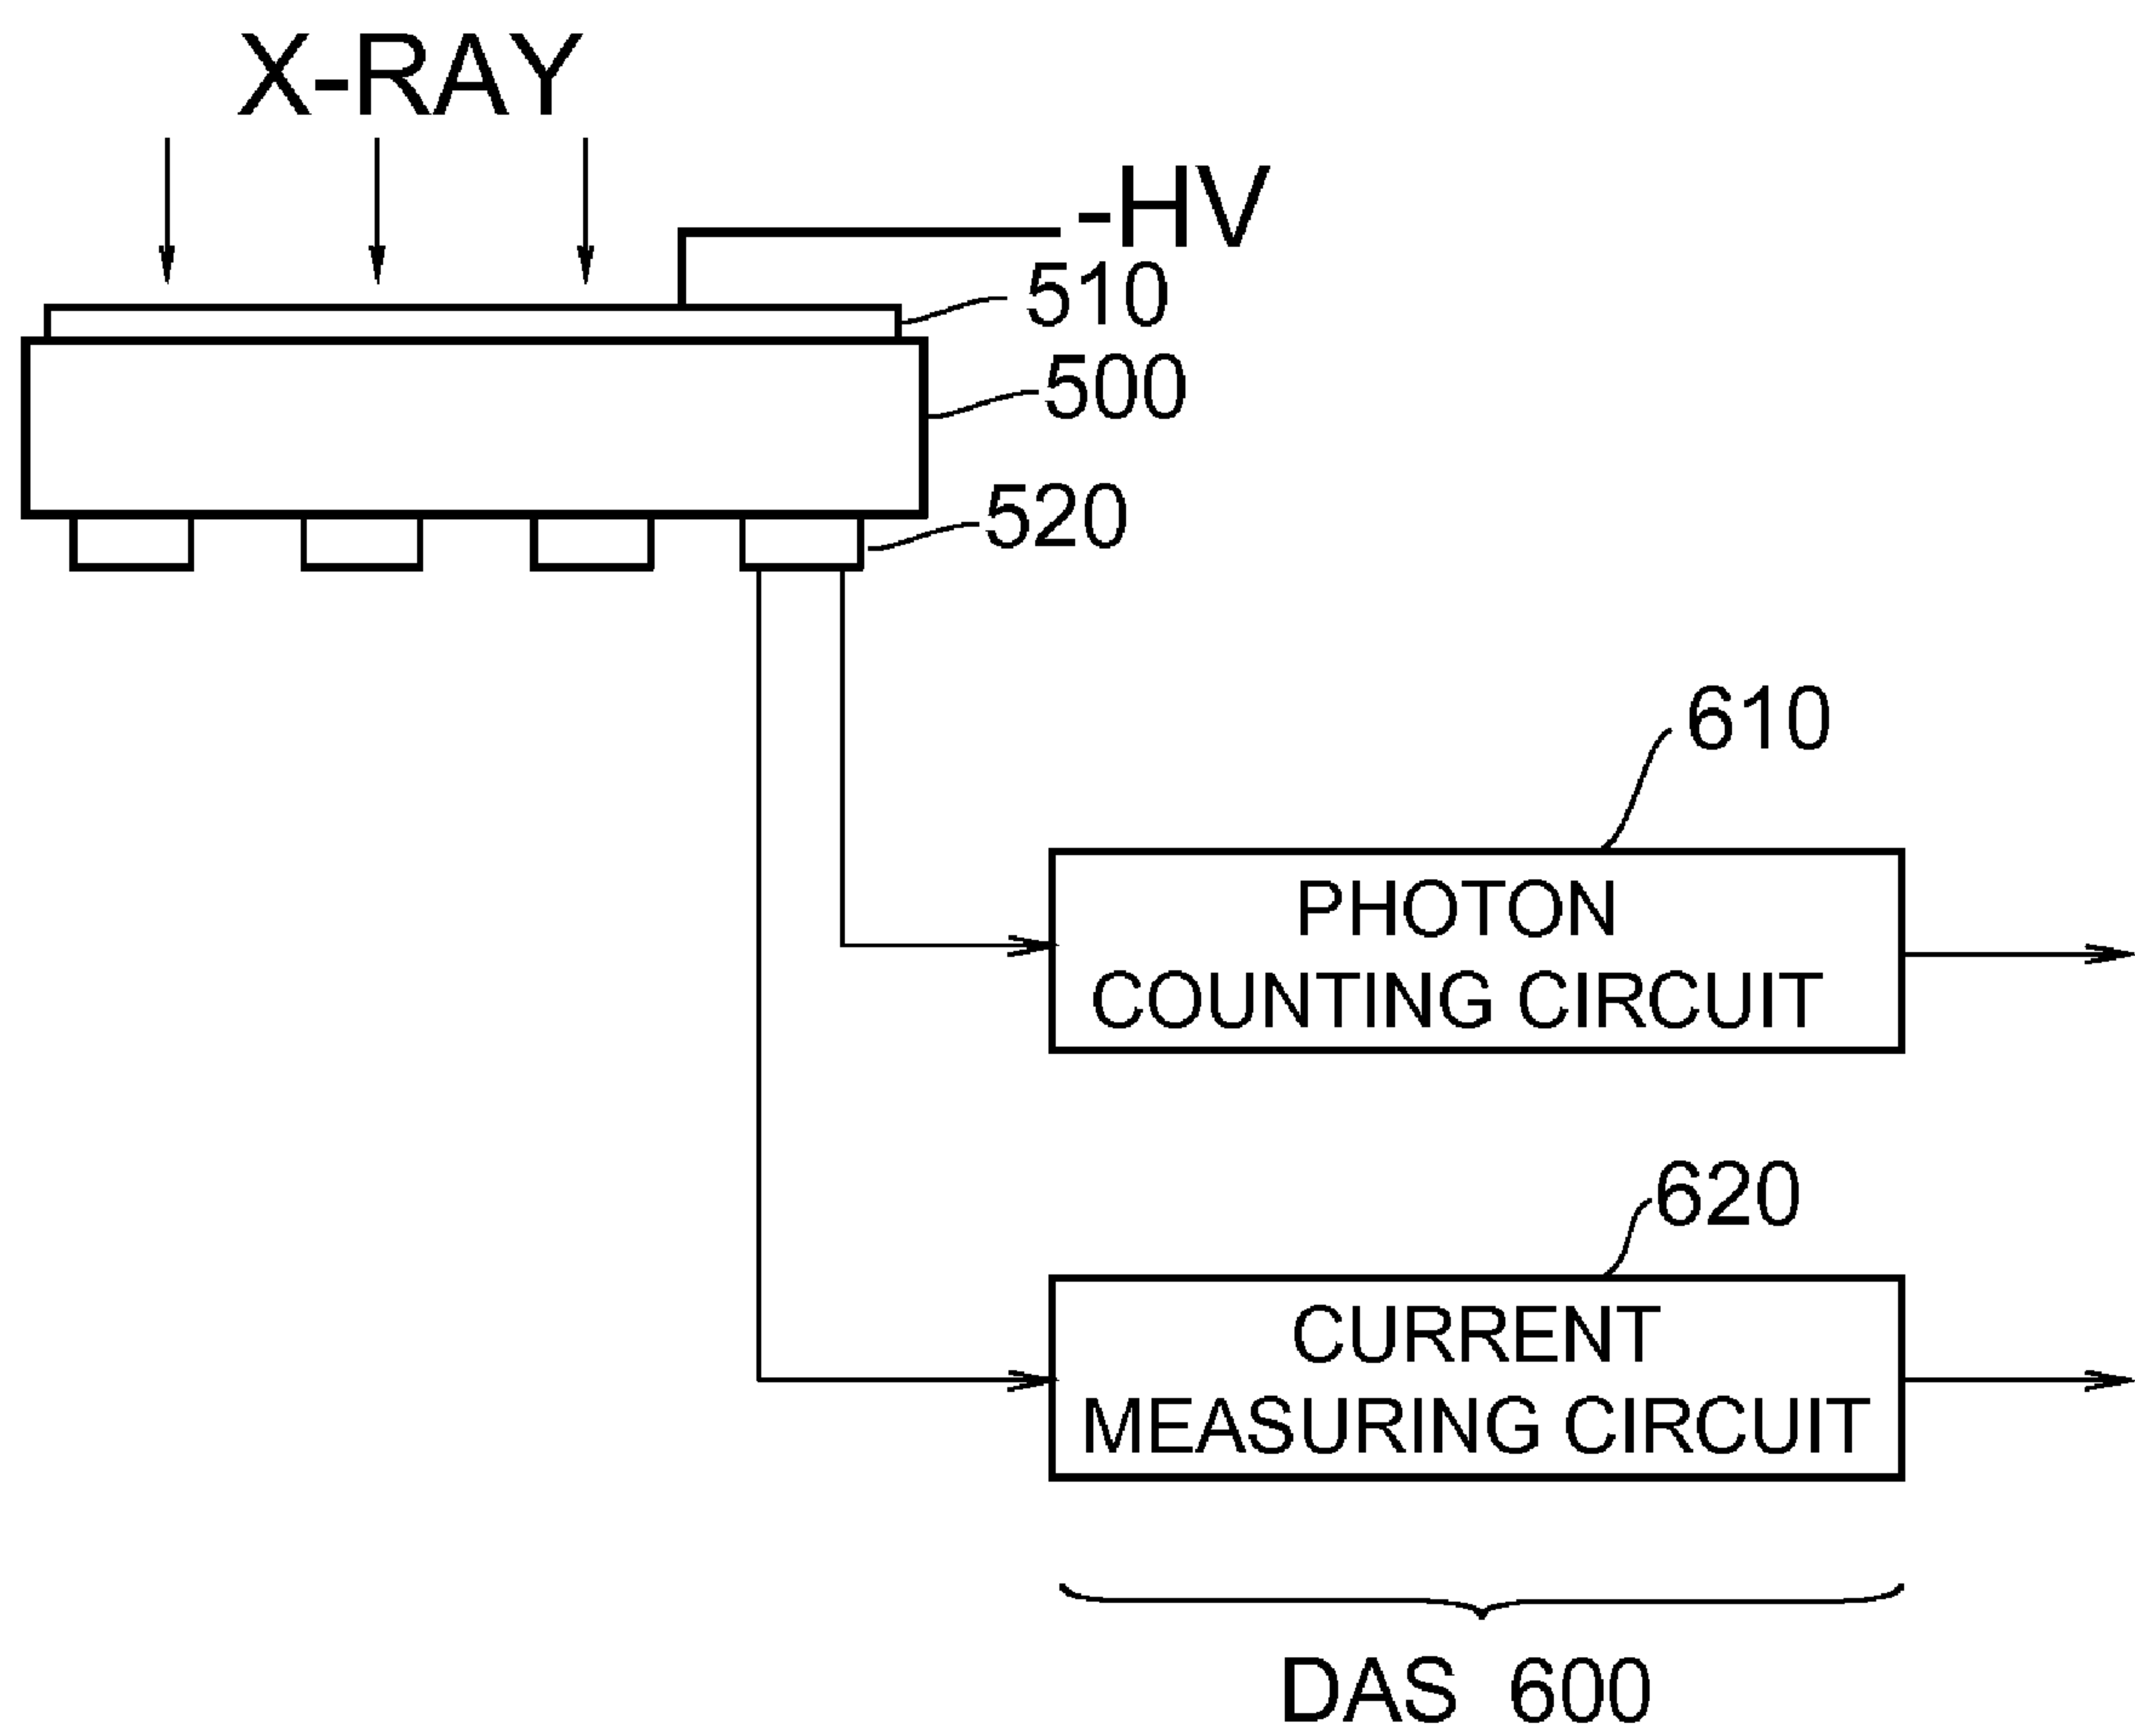 X-RAY
-HV
510
500
520
610
PHOTON
COUNTING CIRCUIT
620
CURRENT
MEASURING CIRCUIT
DAS 600